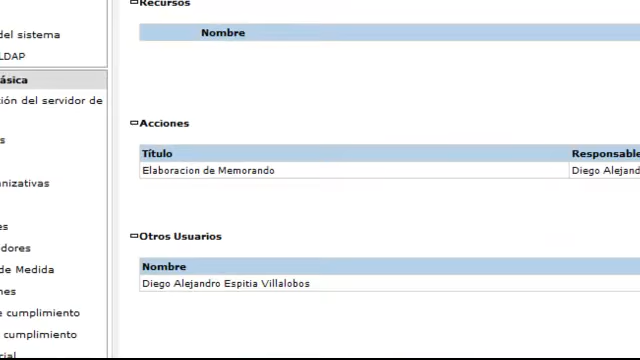 Recursos
del sistema
Nombre
LDAP
ásica
ión del servidor de
Acciones
s
Título Responsable
Elaboracion de Memorando Diego Alejand
nizativas
es
Otros Usuarios
dores
de Medida
Nombre
Diego Alejandro Espitia Villalobos
nes
e cumplimiento
cumplimiento
rial